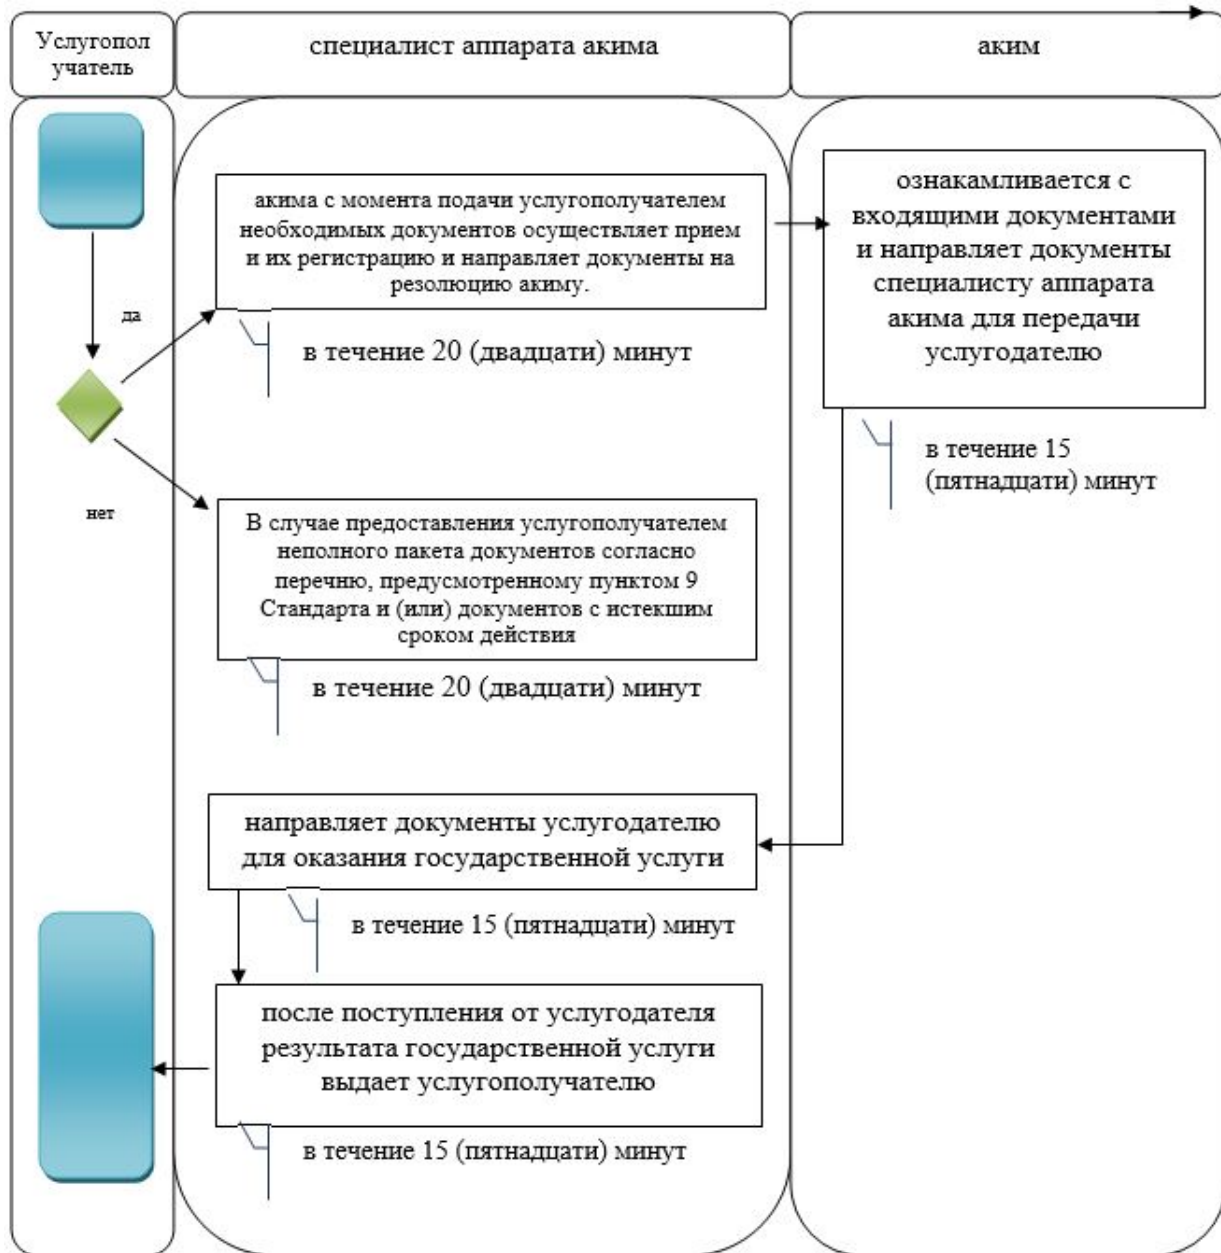 Услугопол
учатель
специалист аппарата акима
аким
акима с момента подачи услугополучателем
необходимых документов осуществляет прием
и их регистрацию и направляет документы на
резолюцию акиму.
ознакамливается с
входящими документами
и направляет документы
специалисту аппарата
акима для передачи
услугодателю
да
в течение 20 (двадцати) минут
в течение 15
(пятнадцати) минут
нет
В случае предоставления услугополучателем
неполного пакета документов согласно
перечню, предусмотренному пунктом 9
Стандарта и (или) документов с истекшим
сроком действия
в течение 20 (двадцати) минут
направляет документы услугодателю
для оказания государственной услуги
в течение 15 (пятнадцати) минут
после поступления от услугодателя
результата государственной услуги
выдает услугополучателю
в течение 15 (пятнадцати) минут